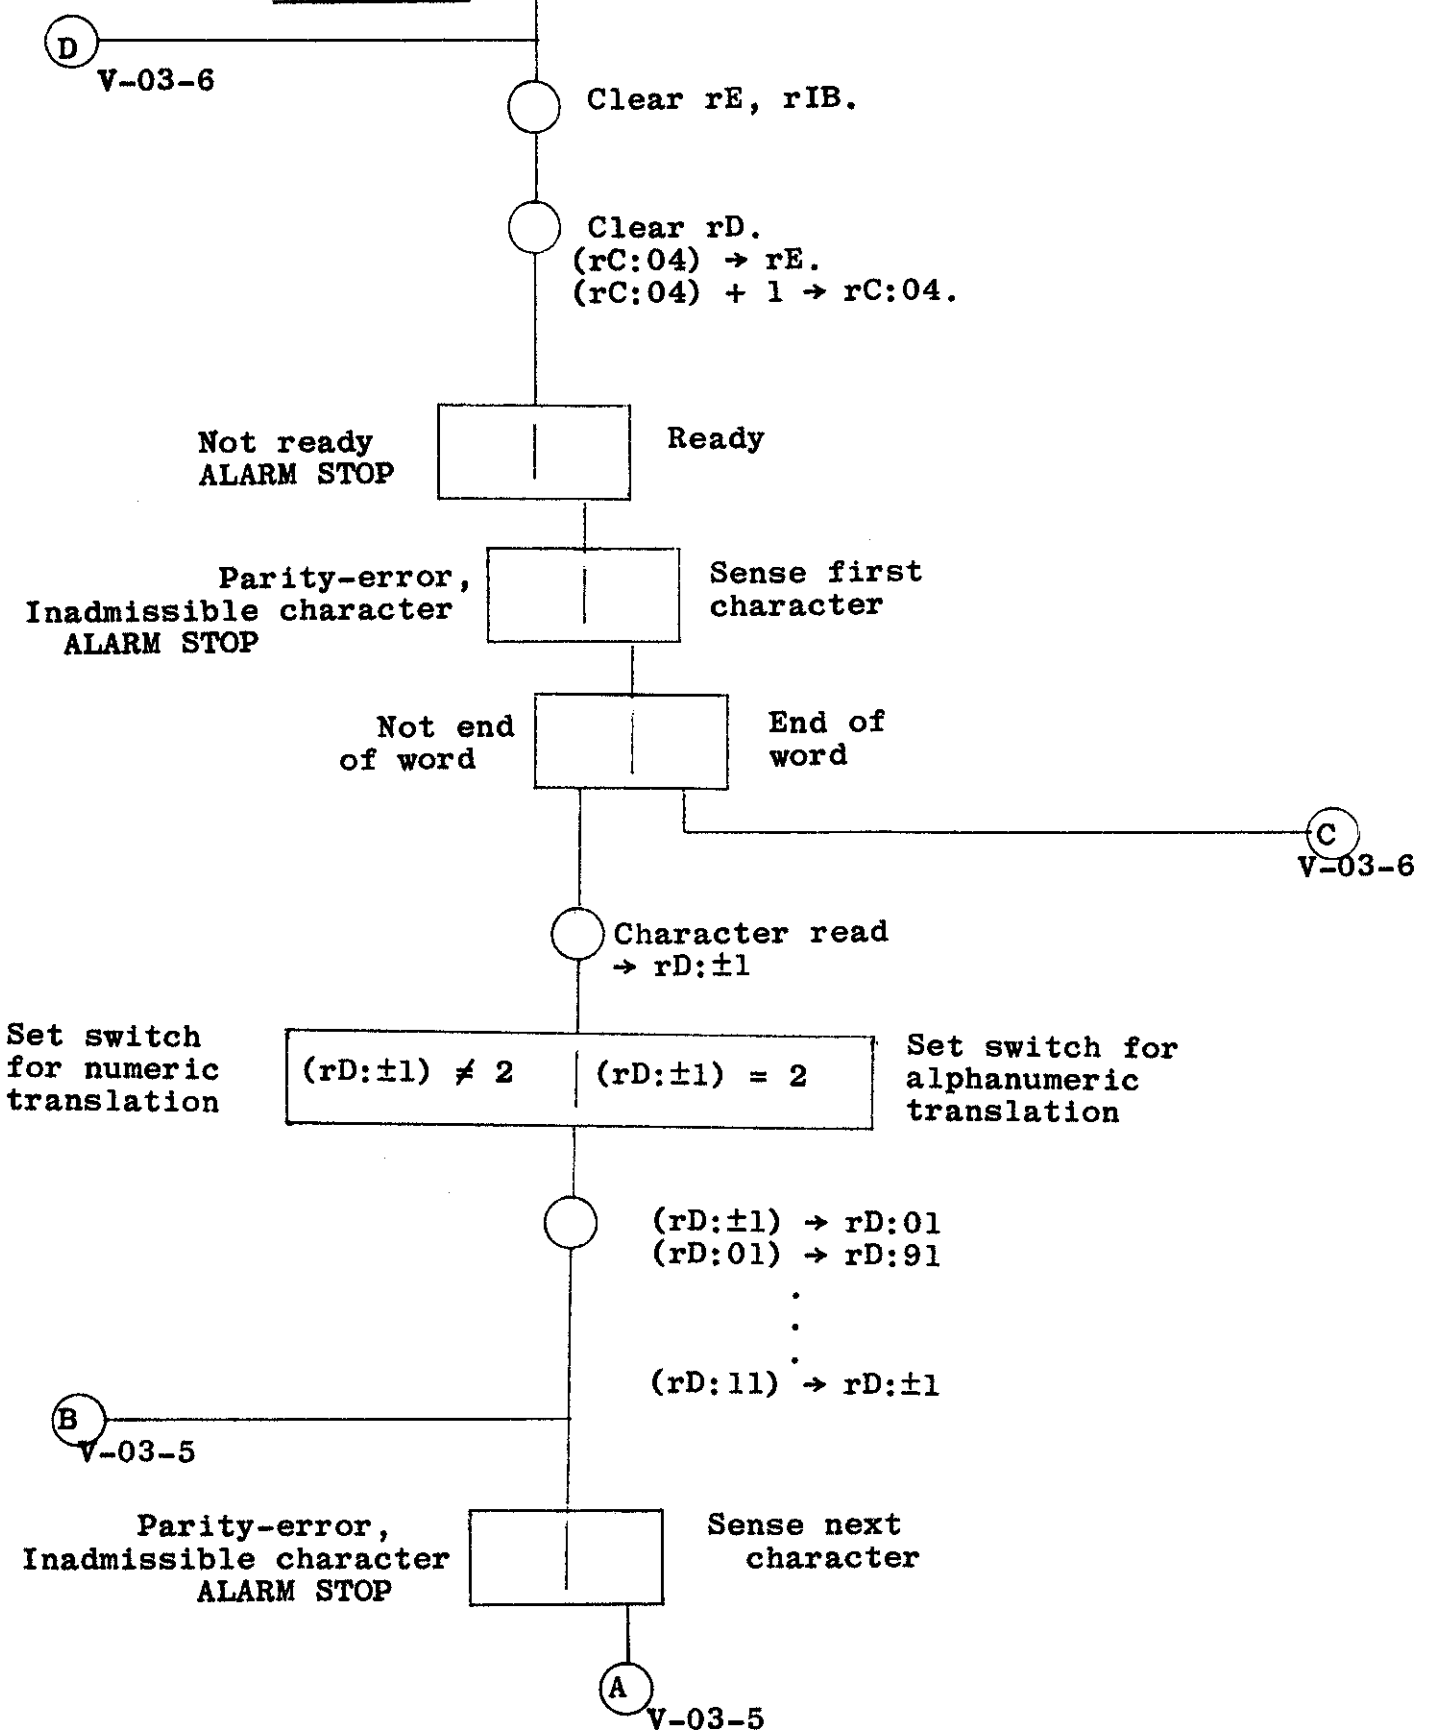 D
V-03-6
Clear rE, rIB.
Clear rD.
(rC:04) → rE.
(rC:04) + 1 → rC:04.
Not ready
ALARM STOP
Ready
Parity-error,
Inadmissible character
ALARM STOP
Sense first
character
Not end
of word
End of
word
C
V-03-6
Character read
→ rD:±1
Set switch
for numeric
translation
(rD:±1) ≠ 2
(rD:±1) = 2
Set switch for
alphanumeric
translation
(rD:±1) → rD:01
(rD:01) → rD:91
.
.
.
(rD:11) → rD:±1
B
V-03-5
Parity-error,
Inadmissible character
ALARM STOP
Sense next
character
A
V-03-5